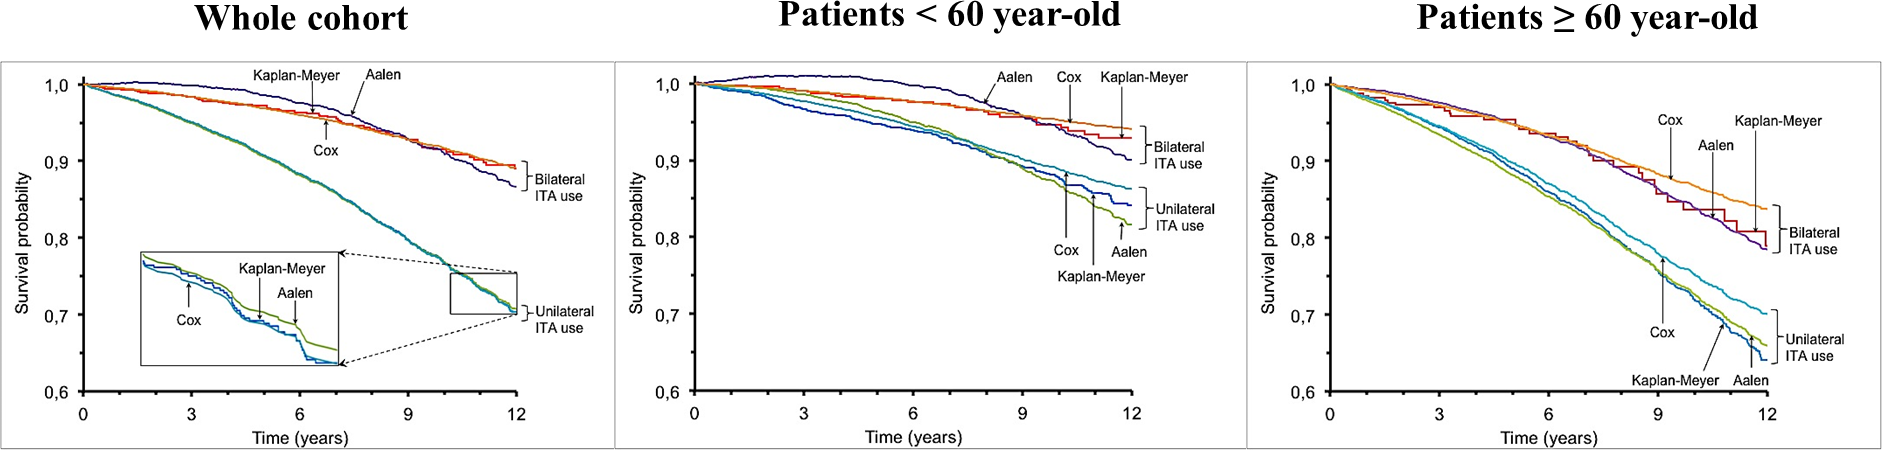 Whole cohort
Survival probability
1,0
0,9
0,8
0,7
0,6
0
3
6
9
12
Time (years)
Kaplan-Meyer
Aalen
Cox
Bilateral
ITA use
Kaplan-Meyer
Aalen
Cox
Unilateral
ITA use
Patients < 60 year-old
Survival probability
1,0
0,9
0,8
0,7
0,6
0
3
6
9
12
Time (years)
Aalen
Cox
Kaplan-Meyer
Bilateral
ITA use
Unilateral
ITA use
Cox
Aalen
Kaplan-Meyer
Patients ≥ 60 year-old
Survival probability
1,0
0,9
0,8
0,7
0,6
0
3
6
9
12
Time (years)
Cox
Kaplan-Meyer
Aalen
Bilateral
ITA use
Cox
Unilateral
ITA use
Kaplan-Meyer
Aalen